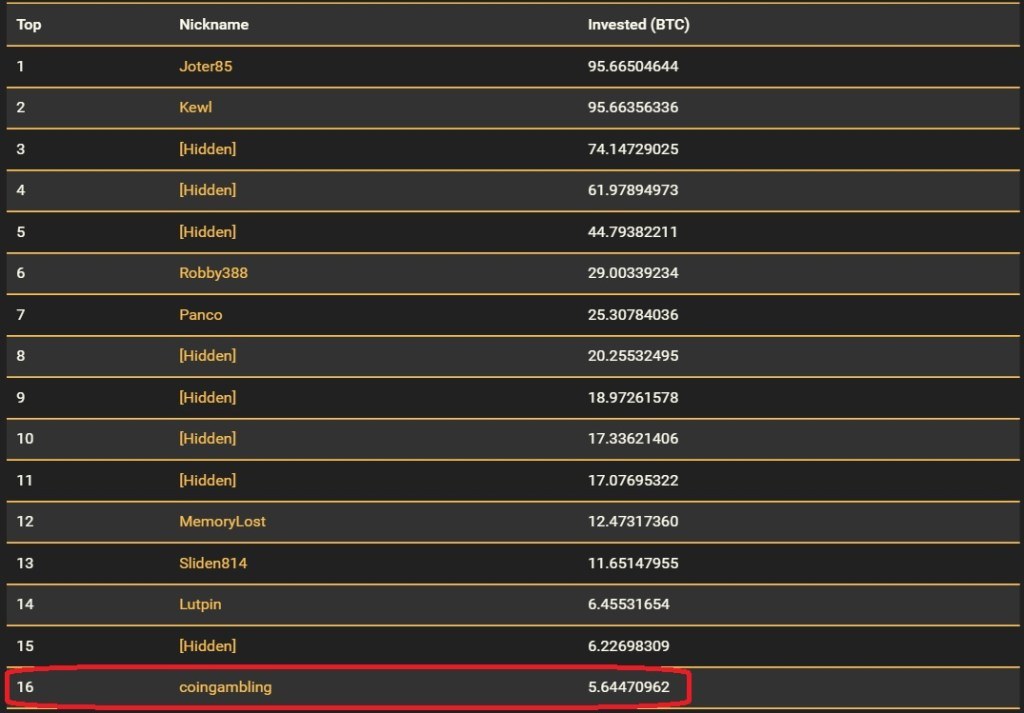 Top Nickname Invested (BTC)
1 Joter85 95.66504644
2 Kewl 95.66356336
3 [Hidden] 74.14729025
4 [Hidden] 61.97894973
5 [Hidden] 44.79382211
6 Robby388 29.00339234
7 Panco 25.30784036
8 [Hidden] 20.25532495
9 [Hidden] 18.97261578
10 [Hidden] 17.33621406
11 [Hidden] 17.07695322
12 MemoryLost 12.47317360
13 Sliden814 11.65147955
14 Lutpin 6.45531654
15 [Hidden] 6.22698309
16 coingambling 5.64470962